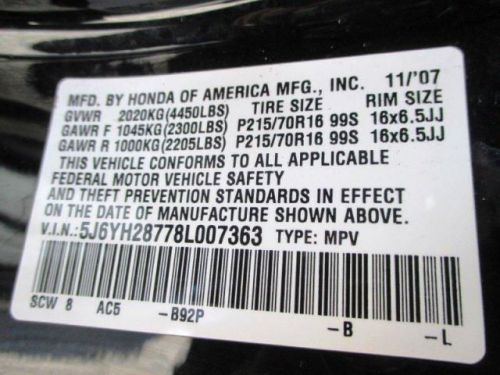 MFD. BY HONDA OF AMERICA MFG., INC. 11/'07
GVWR 2020KG(4450LBS) TIRE SIZE RIM SIZE
GAWR F 1045KG(2300LBS) P215/70R16 99S 16x6.5JJ
GAWR R 1000KG(2205LBS) P215/70R16 99S 16x6.5JJ
THIS VEHICLE CONFORMS TO ALL APPLICABLE
FEDERAL MOTOR VEHICLE SAFETY
AND THEFT PREVENTION STANDARDS IN EFFECT
ON THE DATE OF MANUFACTURE SHOWN ABOVE.
V.I.N.:5J6YH28778L007363 TYPE: MPV
SCW 8 AC5 -B92P -B -L